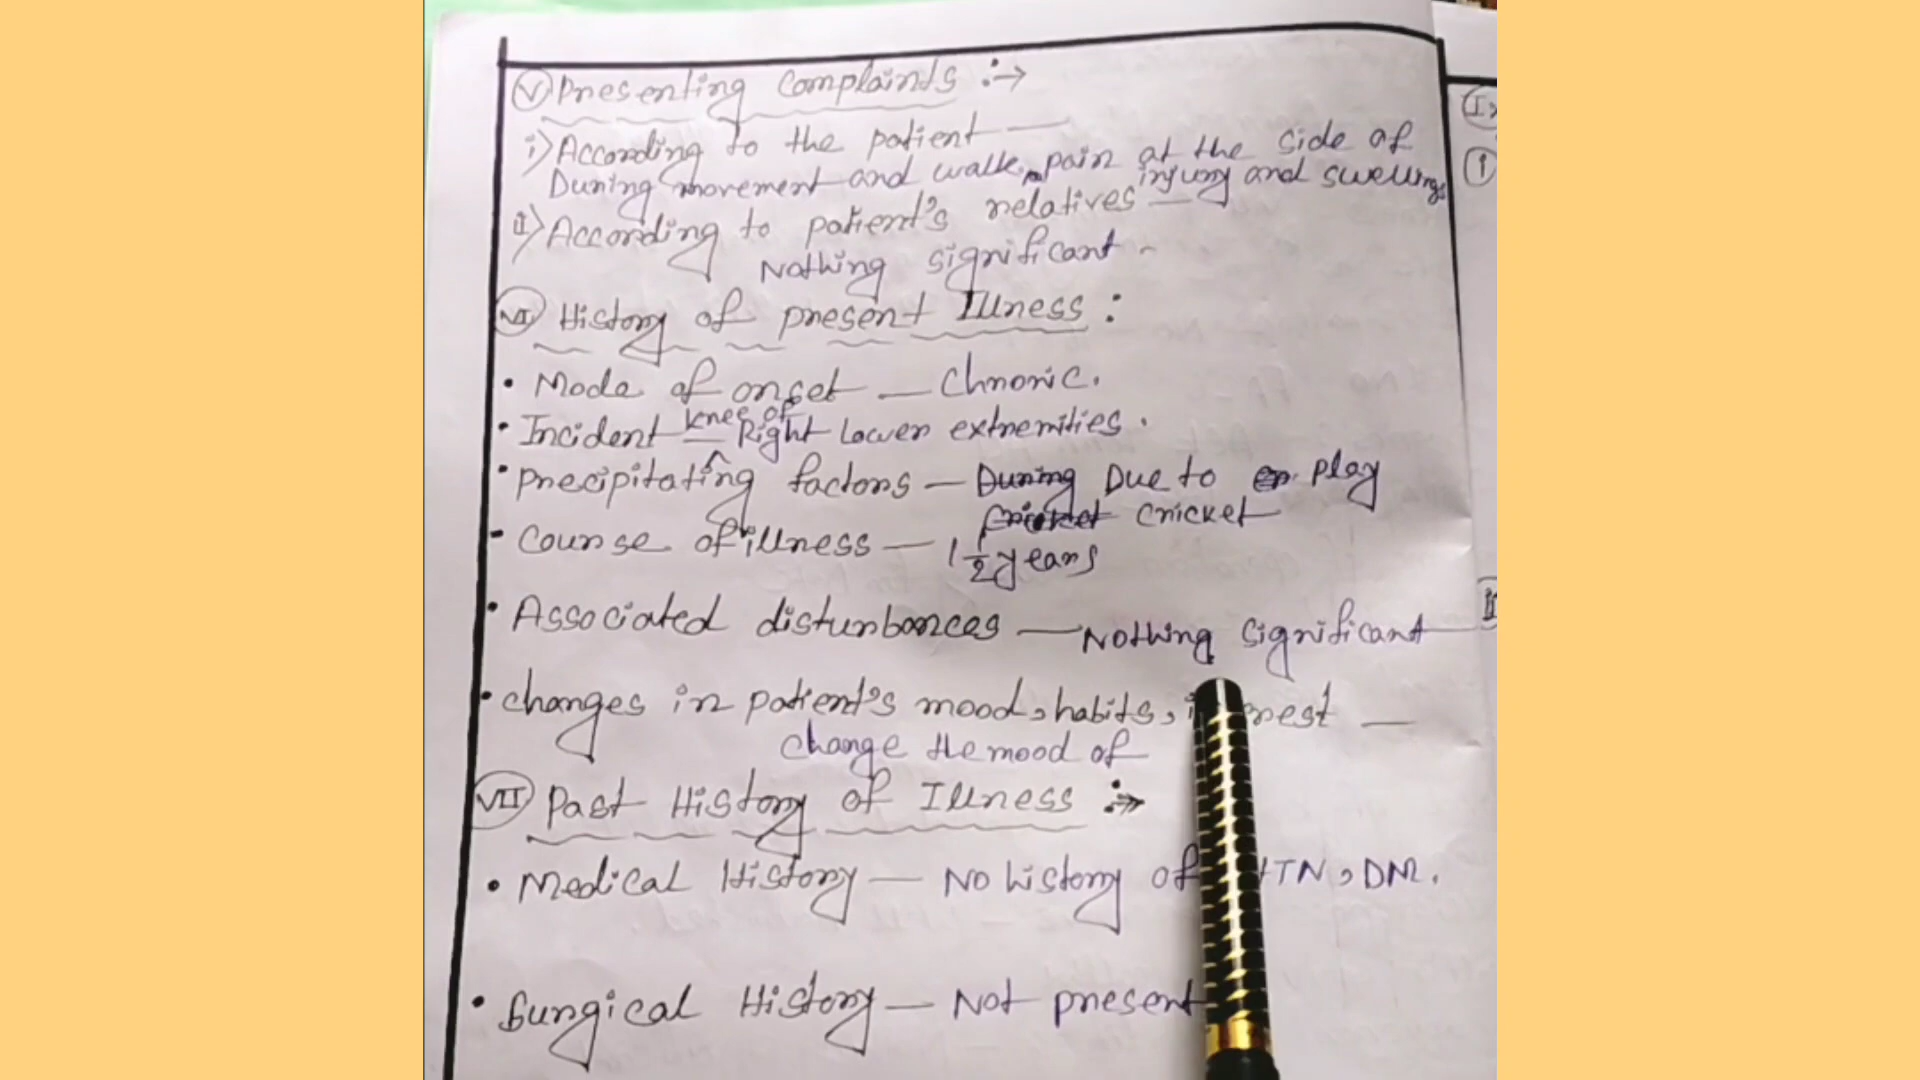 (V) Presenting Complaints :→
i) According to the patient —
During movement and walk, pain at the side of
injury and swelling
ii) According to patient's relatives —
Nothing significant -
(VI) History of present Illness :
• Mode of onset — Chronic.
• Incident — knee of Right Lower extremities.
• Precipitating factors — During Due to play
Cricket cricket
- Course of illness — 1 1/2 years
• Associated disturbances — Nothing significant
• Changes in patient's mood, habits, —
change the mood of
(VII) Past History of Illness :→
• Medical History — No history of HTN, DM.
• Surgical History — Not present